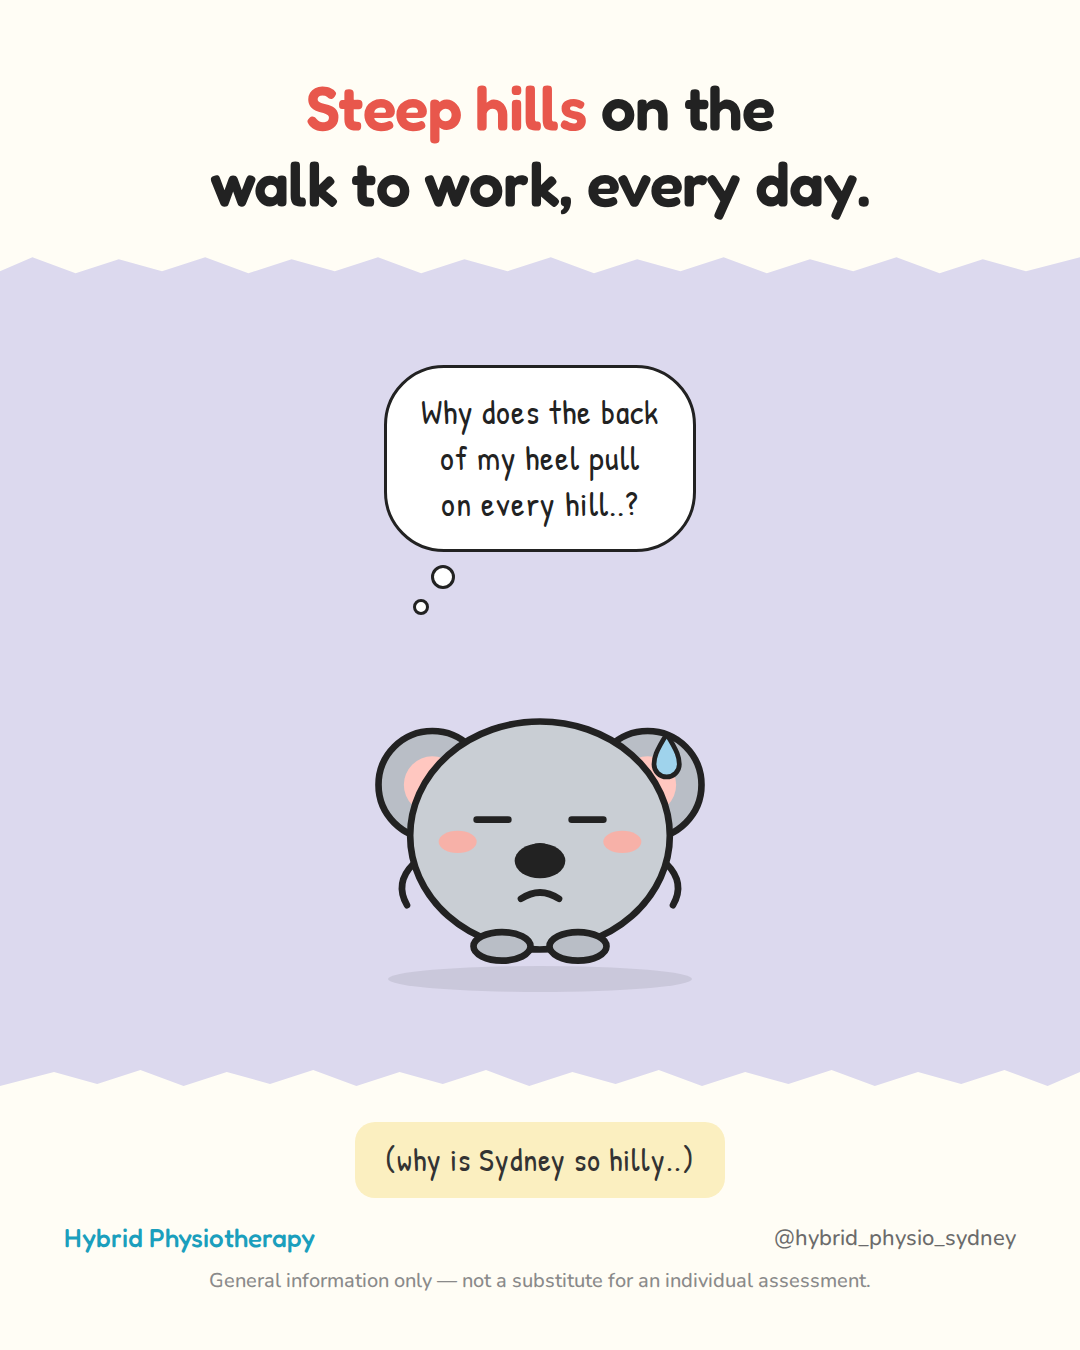 Steep hills on the
walk to work, every day.
Why does the back
of my heel pull
on every hill..?
(why is Sydney so hilly..)
Hybrid Physiotherapy
@hybrid_physio_sydney
General information only — not a substitute for an individual assessment.